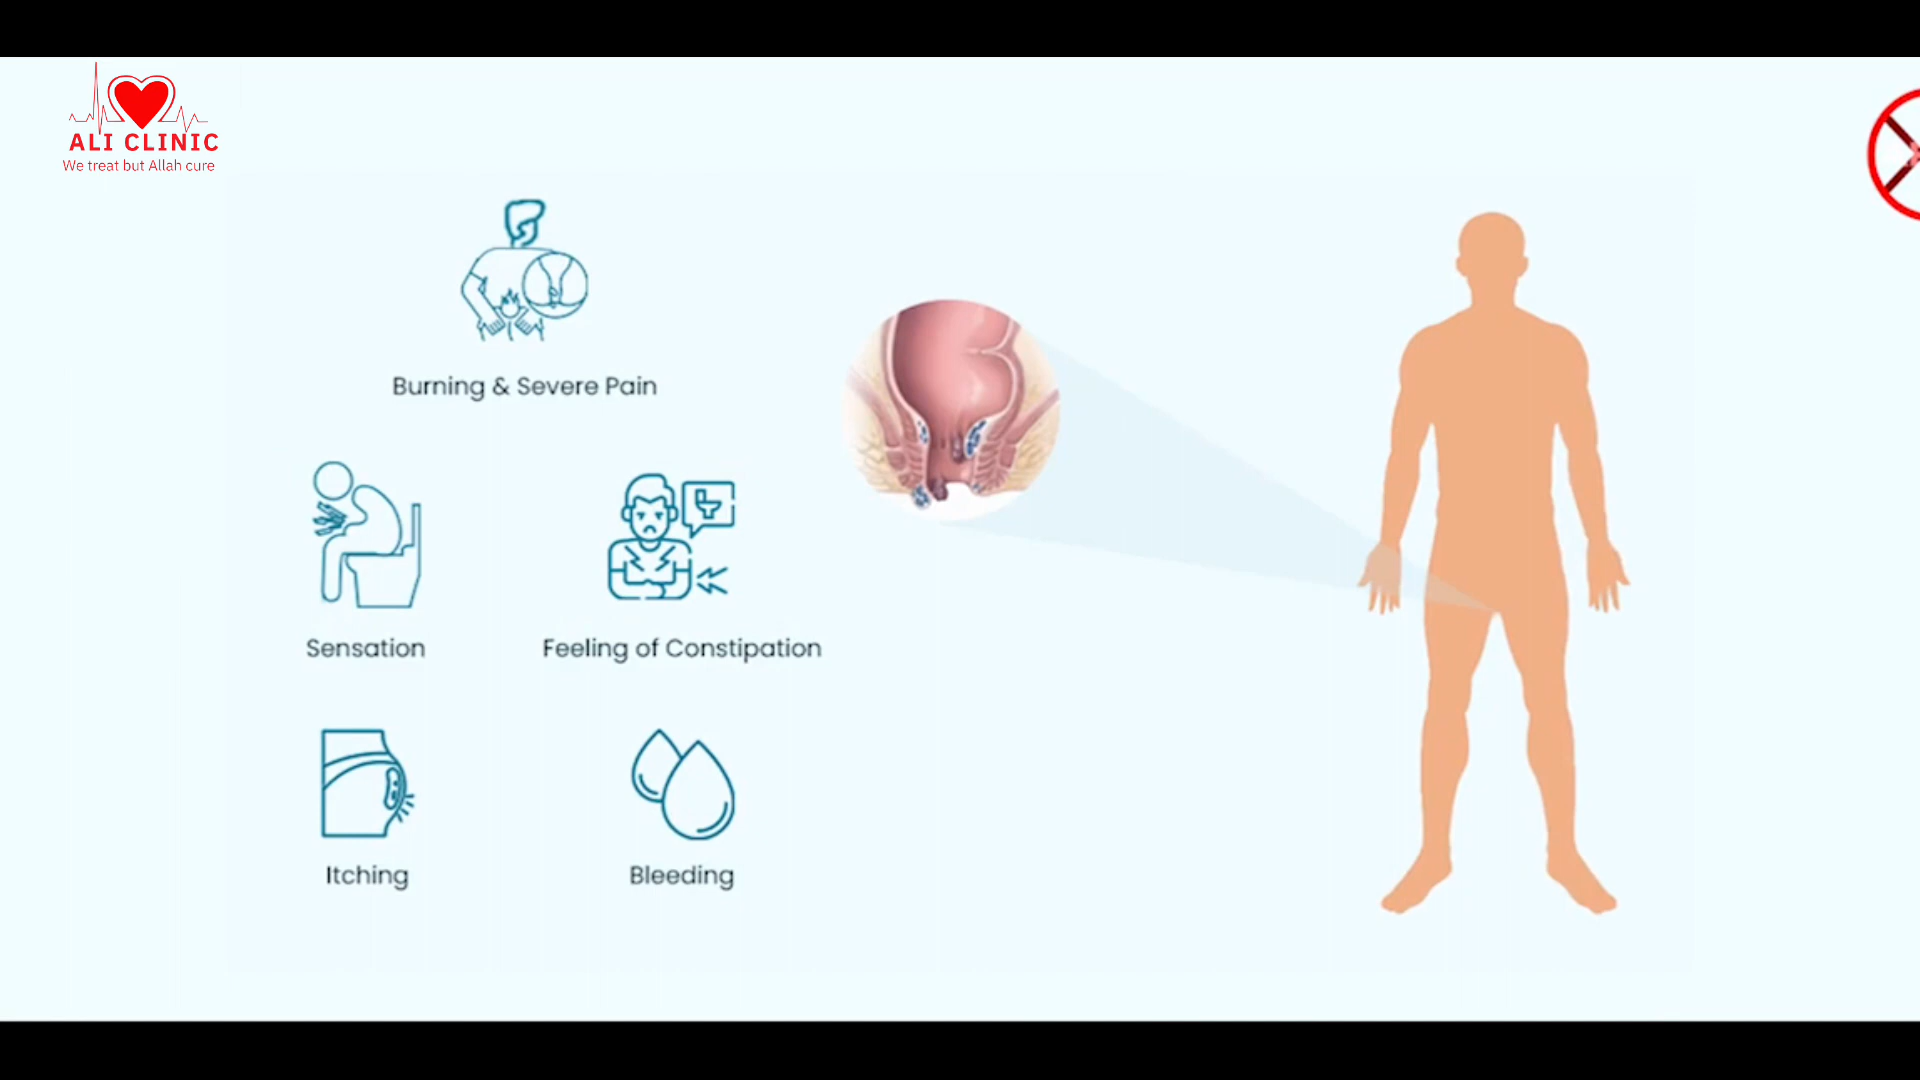 ALI CLINIC
We treat but Allah cure
Burning & Severe Pain
Sensation
Feeling of Constipation
Itching
Bleeding